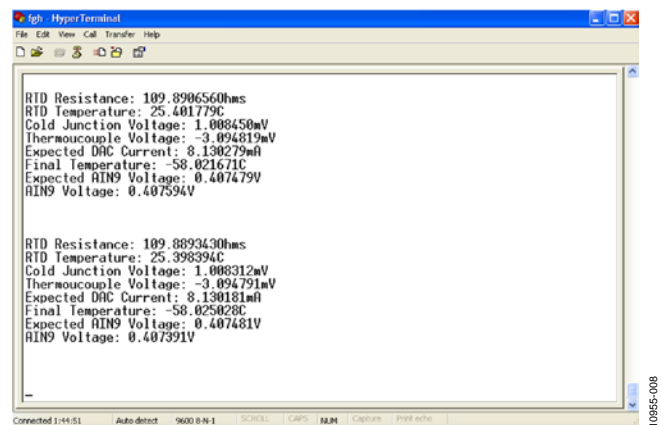 fgh - HyperTerminal
File Edit View Call Transfer Help
RTD Resistance: 109.890656Ohms
RTD Temperature: 25.401779C
Cold Junction Voltage: 1.008450mV
Thermoucouple Voltage: -3.094819mV
Expected DAC Current: 8.130279mA
Final Temperature: -58.021671C
Expected AIN9 Voltage: 0.407479V
AIN9 Voltage: 0.407594V
RTD Resistance: 109.889343Ohms
RTD Temperature: 25.398394C
Cold Junction Voltage: 1.008312mV
Thermoucouple Voltage: -3.094791mV
Expected DAC Current: 8.130181mA
Final Temperature: -58.025028C
Expected AIN9 Voltage: 0.407481V
AIN9 Voltage: 0.407391V
Connected 1:44:51 Auto detect 9600 8-N-1 SCROLL CAPS NUM Capture Print echo
10955-008